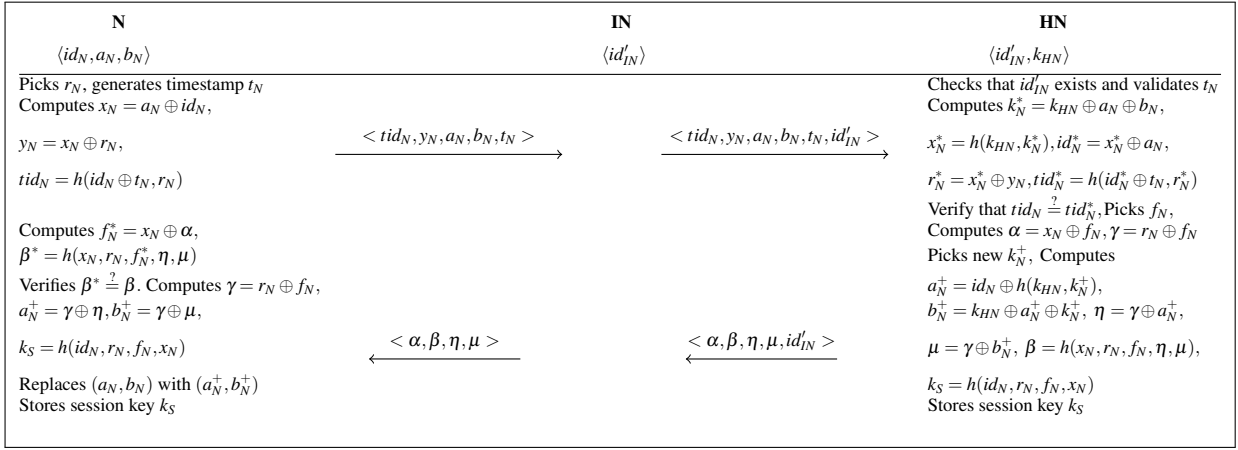 N IN HN
⟨id_N, a_N, b_N⟩ ⟨id′_IN⟩ ⟨id′_IN, k_HN⟩
Picks r_N, generates timestamp t_N
Computes x_N = a_N ⊕ id_N,
y_N = x_N ⊕ r_N,
tid_N = h(id_N ⊕ t_N, r_N)
< tid_N, y_N, a_N, b_N, t_N >
< tid_N, y_N, a_N, b_N, t_N, id′_IN >
Checks that id′_IN exists and validates t_N
Computes k*_N = k_HN ⊕ a_N ⊕ b_N,
x*_N = h(k_HN, k*_N), id*_N = x*_N ⊕ a_N,
r*_N = x*_N ⊕ y_N, tid*_N = h(id*_N ⊕ t_N, r*_N)
Verify that tid_N ≟ tid*_N, Picks f_N,
Computes α = x_N ⊕ f_N, γ = r_N ⊕ f_N
Picks new k⁺_N, Computes
a⁺_N = id_N ⊕ h(k_HN, k⁺_N),
b⁺_N = k_HN ⊕ a⁺_N ⊕ k⁺_N, η = γ ⊕ a⁺_N,
μ = γ ⊕ b⁺_N, β = h(x_N, r_N, f_N, η, μ),
k_S = h(id_N, r_N, f_N, x_N)
Stores session key k_S
< α, β, η, μ, id′_IN >
< α, β, η, μ >
Computes f*_N = x_N ⊕ α,
β* = h(x_N, r_N, f*_N, η, μ)
Verifies β* ≟ β. Computes γ = r_N ⊕ f_N,
a⁺_N = γ ⊕ η, b⁺_N = γ ⊕ μ,
k_S = h(id_N, r_N, f_N, x_N)
Replaces (a_N, b_N) with (a⁺_N, b⁺_N)
Stores session key k_S